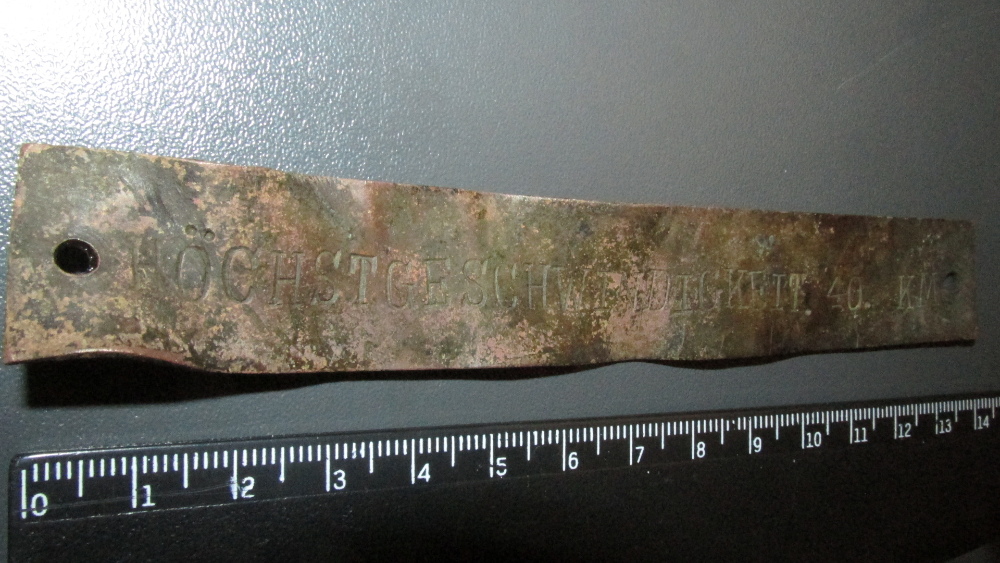 HÖCHSTGESCHWINDIGKEIT. 40. KM
0 1 2 3 4 5 6 7 8 9 10 11 12 13 14